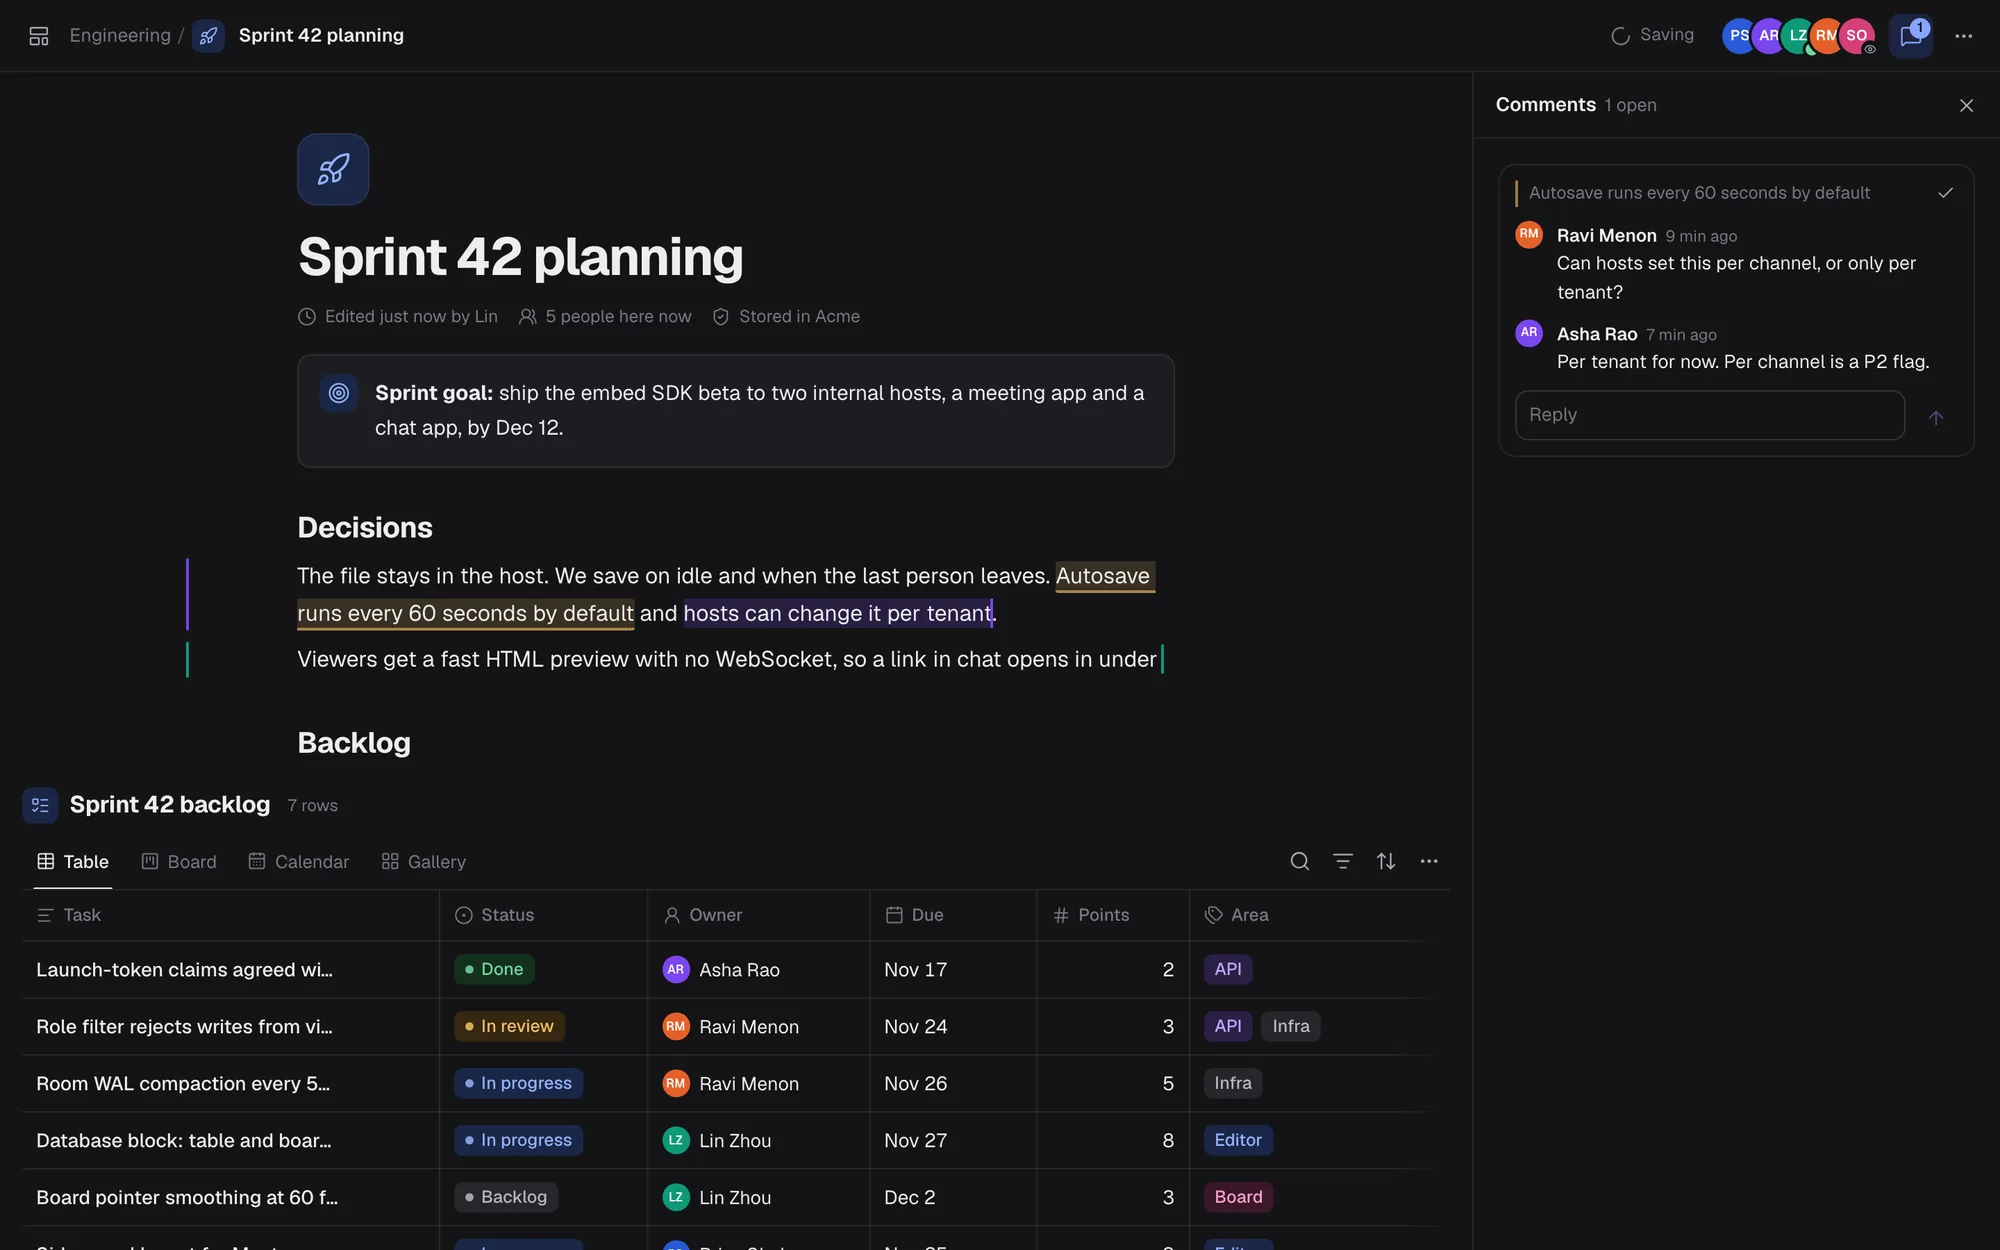 Engineering / Sprint 42 planning
Saving
PS AR LZ RM SO
1
Comments 1 open
Sprint 42 planning
Edited just now by Lin 5 people here now Stored in Acme
Sprint goal: ship the embed SDK beta to two internal hosts, a meeting app and a
chat app, by Dec 12.
Decisions
The file stays in the host. We save on idle and when the last person leaves. Autosave
runs every 60 seconds by default and hosts can change it per tenant.
Viewers get a fast HTML preview with no WebSocket, so a link in chat opens in under
Backlog
Sprint 42 backlog 7 rows
Table Board Calendar Gallery
Task Status Owner Due Points Area
Launch-token claims agreed wi... Done AR Asha Rao Nov 17 2 API
Role filter rejects writes from vi... In review RM Ravi Menon Nov 24 3 API Infra
Room WAL compaction every 5... In progress RM Ravi Menon Nov 26 5 Infra
Database block: table and boar... In progress LZ Lin Zhou Nov 27 8 Editor
Board pointer smoothing at 60 f... Backlog LZ Lin Zhou Dec 2 3 Board
Autosave runs every 60 seconds by default
RM Ravi Menon 9 min ago
Can hosts set this per channel, or only per
tenant?
AR Asha Rao 7 min ago
Per tenant for now. Per channel is a P2 flag.
Reply